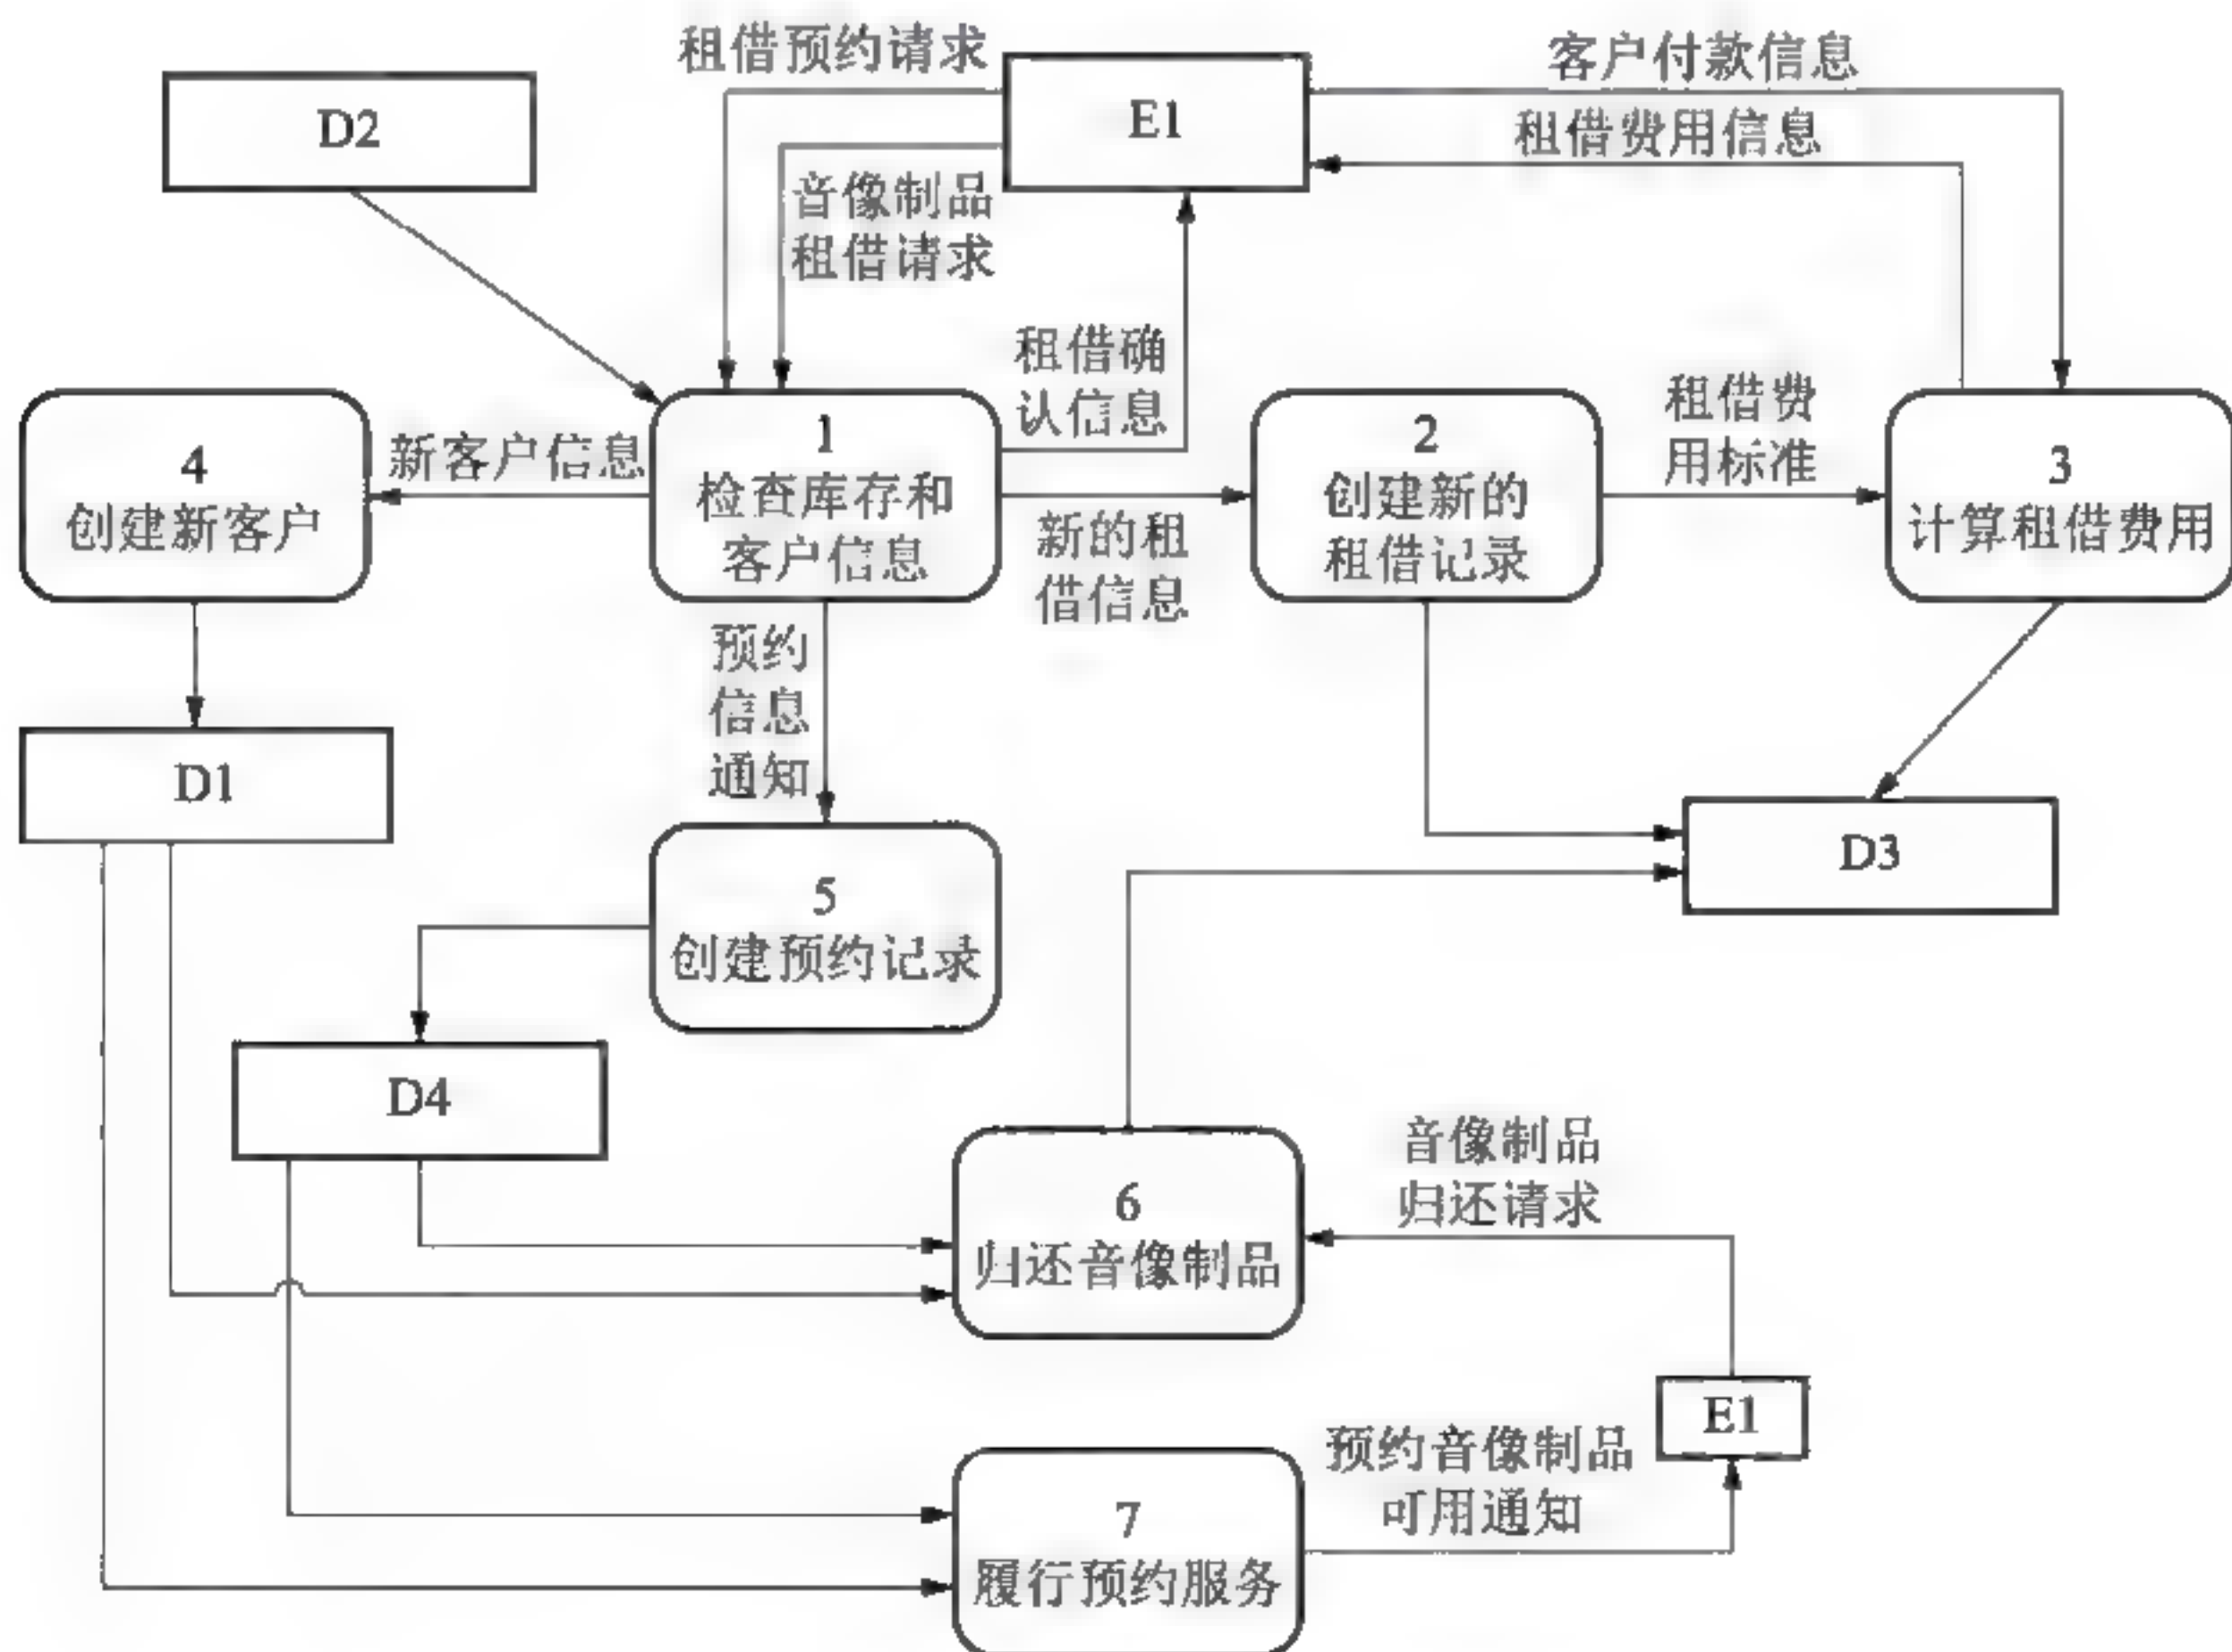 租借预约请求
客户付款信息
D2
E1
租借费用信息
音像制品
租借请求
租借确
认信息
租借费
用标准
4
创建新客户
新客户信息
1
检查库存和
客户信息
新的租
借信息
2
创建新的
租借记录
3
计算租借费用
预约
信息
通知
D1
D3
5
创建预约记录
D4
6
归还音像制品
音像制品
归还请求
E1
预约音像制品
可用通知
7
履行预约服务